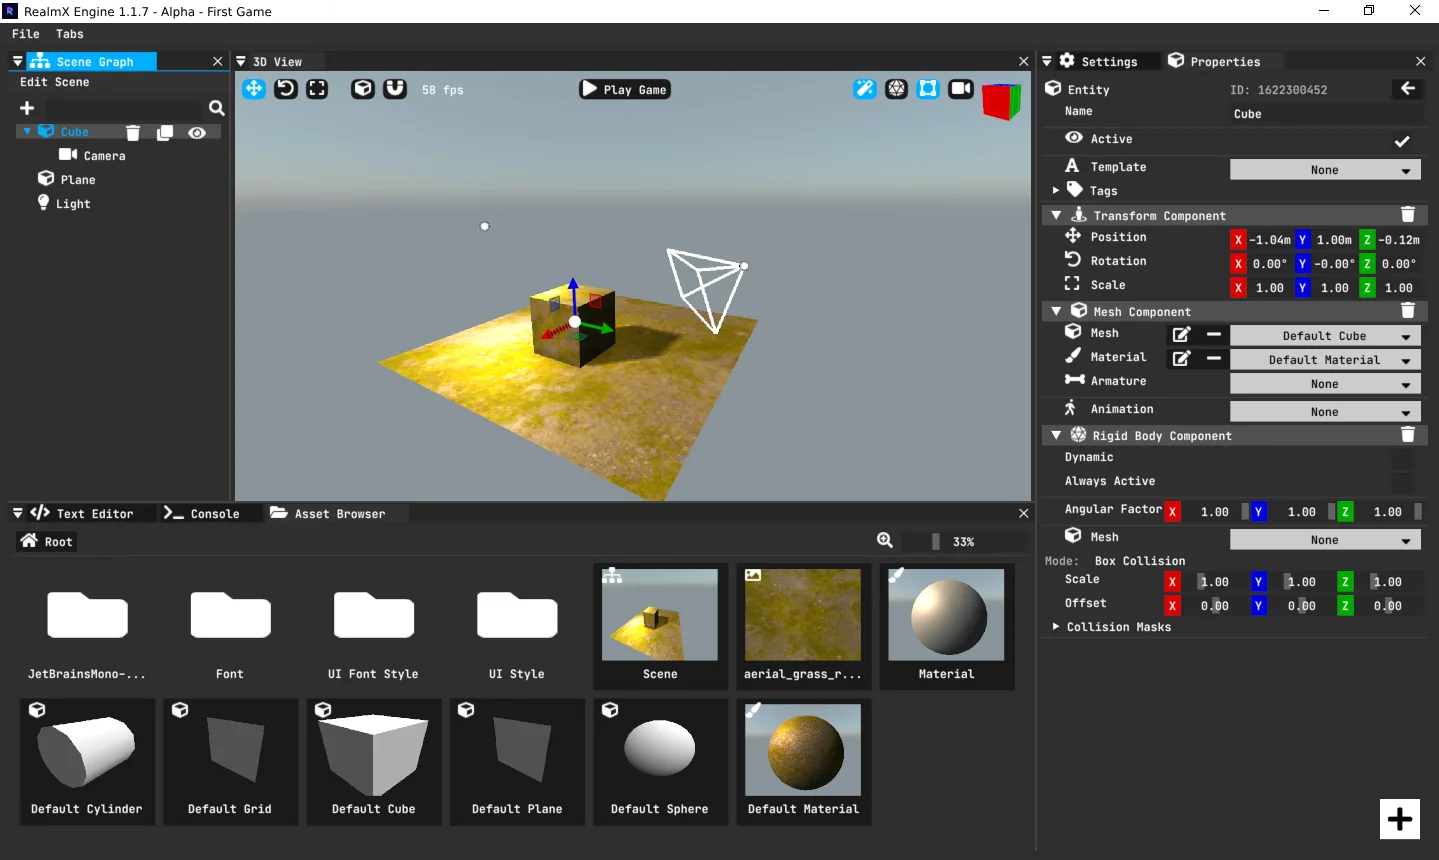 RealmX Engine 1.1.7 - Alpha - First Game
File Tabs
Scene Graph
Edit Scene
Cube
Camera
Plane
Light
3D View
58 fps
Play Game
Settings
Properties
Entity ID: 1622300452
Name Cube
Active
Template None
Tags
Transform Component
Position X -1.04m Y 1.00m Z -0.12m
Rotation X 0.00° Y -0.00° Z 0.00°
Scale X 1.00 Y 1.00 Z 1.00
Mesh Component
Mesh Default Cube
Material Default Material
Armature None
Animation None
Rigid Body Component
Dynamic
Always Active
Angular Factor X 1.00 Y 1.00 Z 1.00
Mesh None
Mode: Box Collision
Scale X 1.00 Y 1.00 Z 1.00
Offset X 0.00 Y 0.00 Z 0.00
Collision Masks
Text Editor
Console
Asset Browser
Root
33%
JetBrainsMono-...
Font
UI Font Style
UI Style
Scene
aerial_grass_r...
Material
Default Cylinder
Default Grid
Default Cube
Default Plane
Default Sphere
Default Material